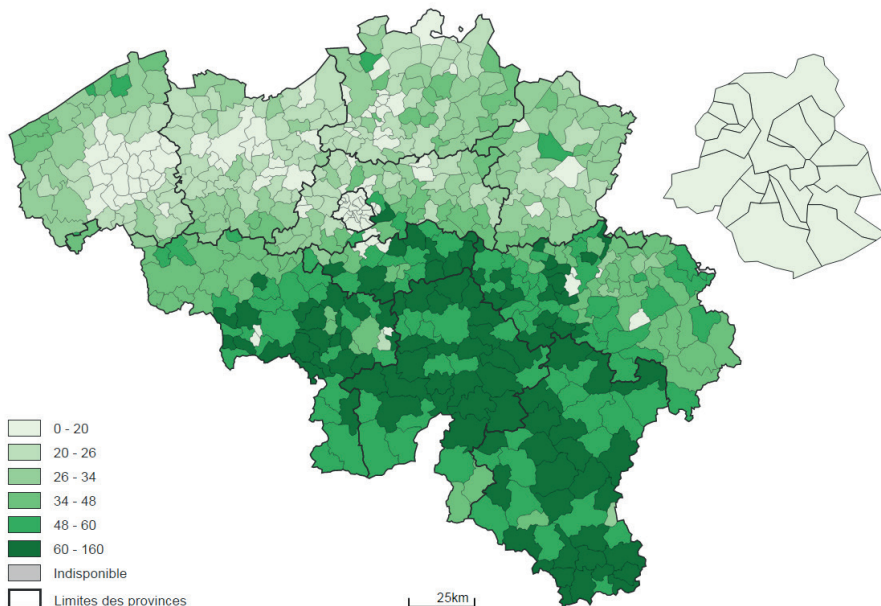 0 - 20
20 - 26
26 - 34
34 - 48
48 - 60
60 - 160
Indisponible
Limites des provinces
25km